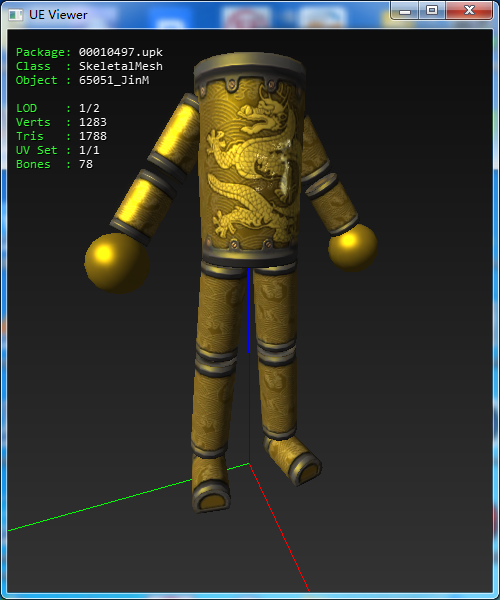 UE Viewer
Package: 00010497.upk
Class : SkeletalMesh
Object : 65051_JinM
LOD : 1/2
Verts : 1283
Tris : 1788
UV Set : 1/1
Bones : 78